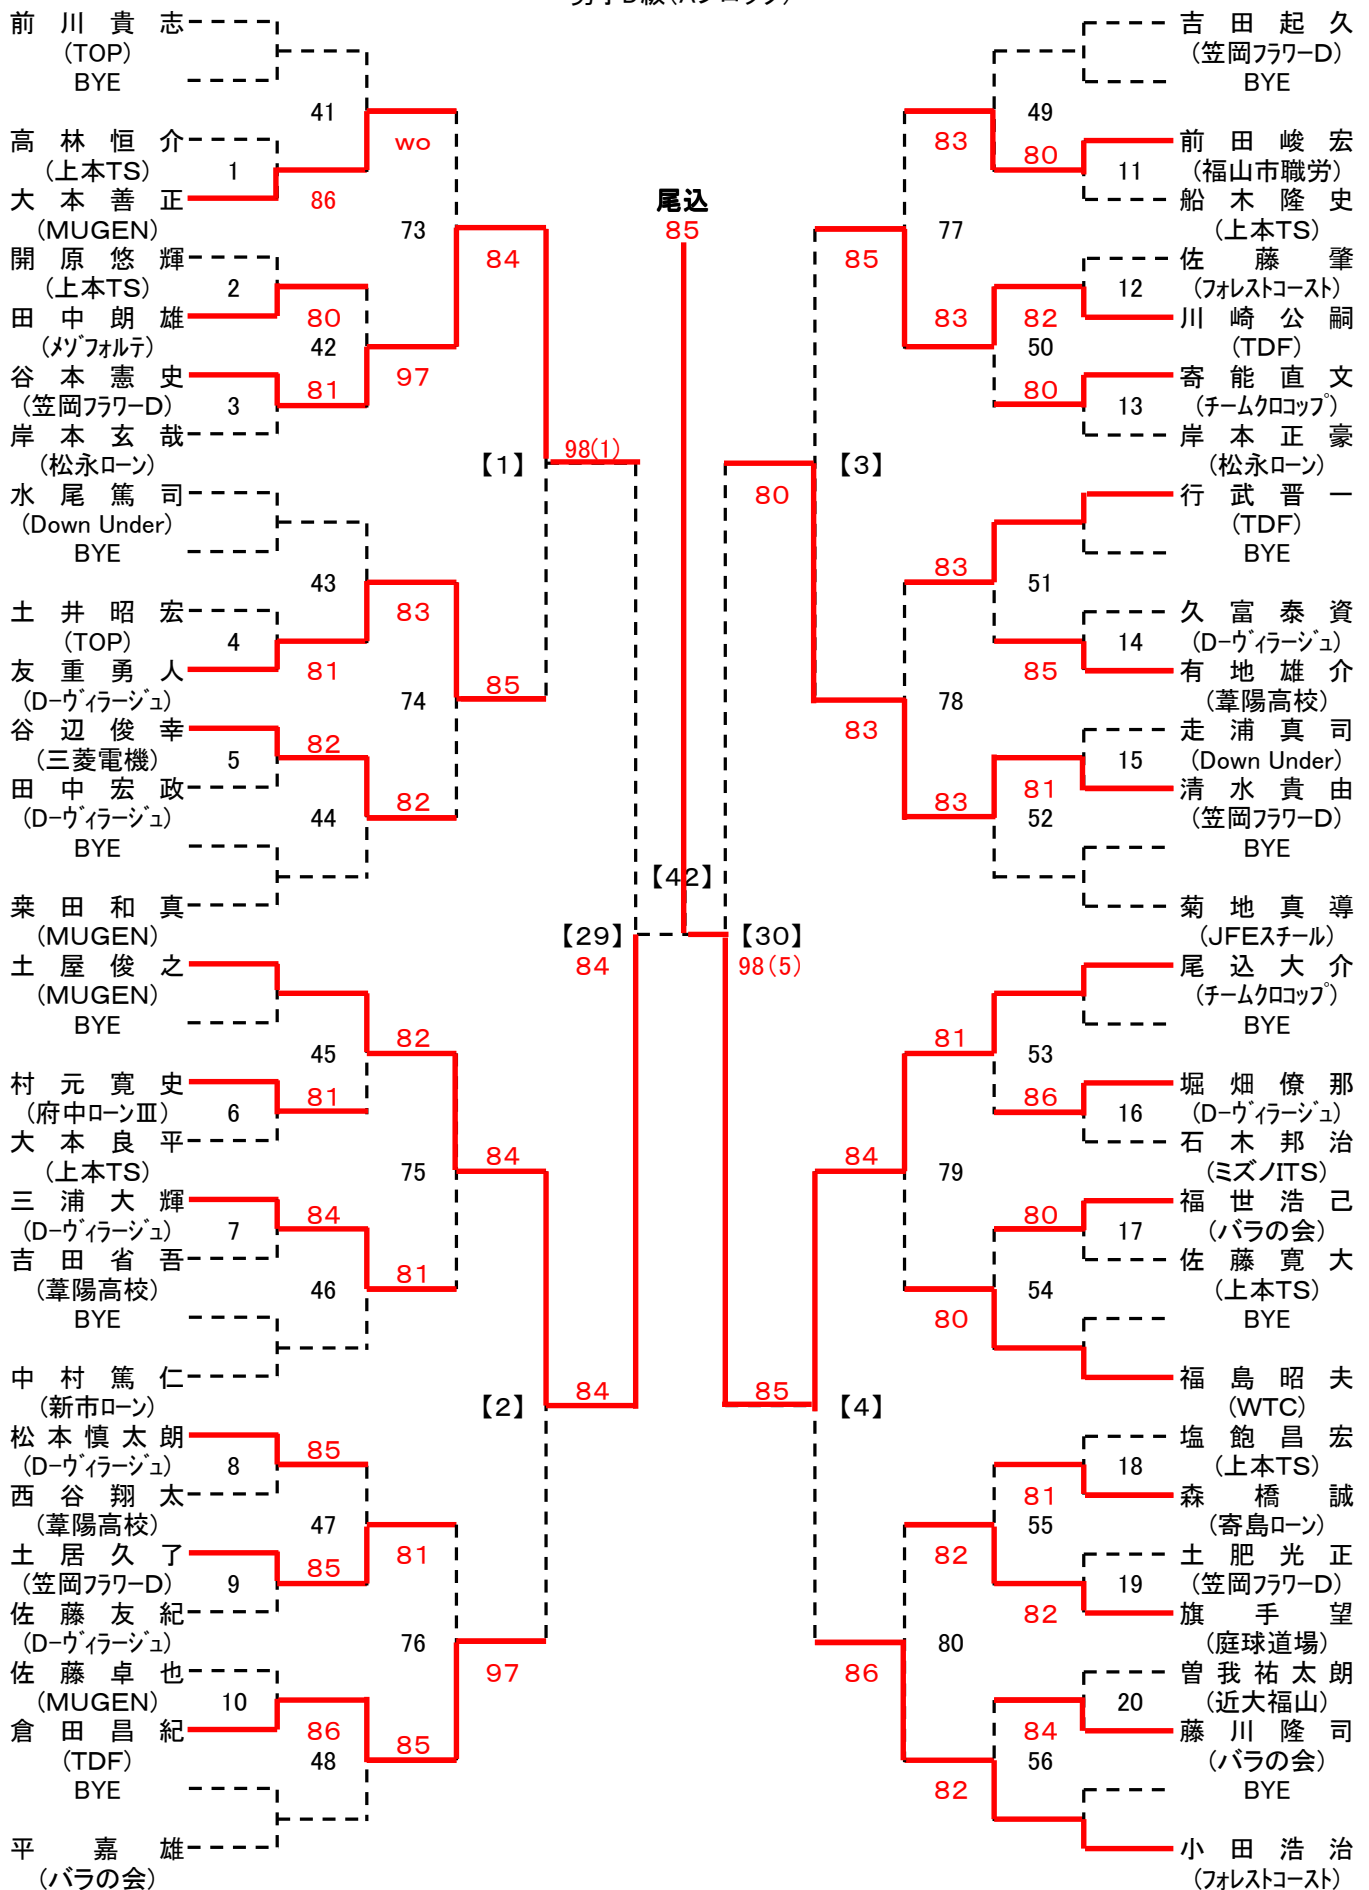 男子D級(Aブロック)
前川貴志
(TOP)
BYE
41
高林恒介
(上本TS)
1
wo
大本善正
86
(MUGEN)
73
開原悠輝
84
(上本TS)
2
田中朗雄
80
(メゾフォルテ)
42
谷本憲史
81
97
(笠岡フラワーD)
3
岸本玄哉
98(1)
(松永ローン)
【1】
水尾篤司
(Down Under)
BYE
43
土井昭宏
83
(TOP)
4
友重勇人
81
85
(D-ヴィラージュ)
74
谷辺俊幸
82
(三菱電機)
5
田中宏政
82
(D-ヴィラージュ)
44
BYE
桒田和真
(MUGEN)
【29】
土屋俊之
84
(MUGEN)
BYE
82
45
村元寛史
81
(府中ローンⅢ)
6
大本良平
84
(上本TS)
75
三浦大輝
84
(D-ヴィラージュ)
7
吉田省吾
81
(葦陽高校)
46
BYE
中村篤仁
84
(新市ローン)
【2】
松本慎太朗
85
(D-ヴィラージュ)
8
西谷翔太
(葦陽高校)
47
土居久了
85
81
(笠岡フラワーD)
9
佐藤友紀
(D-ヴィラージュ)
76
佐藤卓也
97
(MUGEN)
10
倉田昌紀
86
85
(TDF)
48
BYE
平嘉雄
(バラの会)
尾込
85
【42】
吉田起久
(笠岡フラワーD)
BYE
49
前田峻宏
83
80
(福山市職労)
11
船木隆史
(上本TS)
77
佐藤肇
85
(フォレストコースト)
12
川崎公嗣
83
82
(TDF)
50
寄能直文
80
(チームクロコップ)
13
岸本正豪
(松永ローン)
【3】
行武晋一
80
(TDF)
BYE
83
51
久富泰資
(D-ヴィラージュ)
14
有地雄介
85
(葦陽高校)
78
走浦真司
83
(Down Under)
15
清水貴由
83
81
(笠岡フラワーD)
52
BYE
菊地真導
(JFEスチール)
【30】
尾込大介
98(5)
(チームクロコップ)
BYE
81
53
堀畑僚那
86
(D-ヴィラージュ)
16
石木邦治
84
(ミズノITS)
79
福世浩己
80
(バラの会)
17
佐藤寛大
(上本TS)
54
BYE
80
福島昭夫
85
(WTC)
【4】
塩飽昌宏
(上本TS)
18
森橋誠
81
(寄島ローン)
55
土肥光正
82
(笠岡フラワーD)
19
旗手望
82
(庭球道場)
80
曽我祐太朗
86
(近大福山)
20
藤川隆司
84
(バラの会)
56
BYE
82
小田浩治
(フォレストコースト)